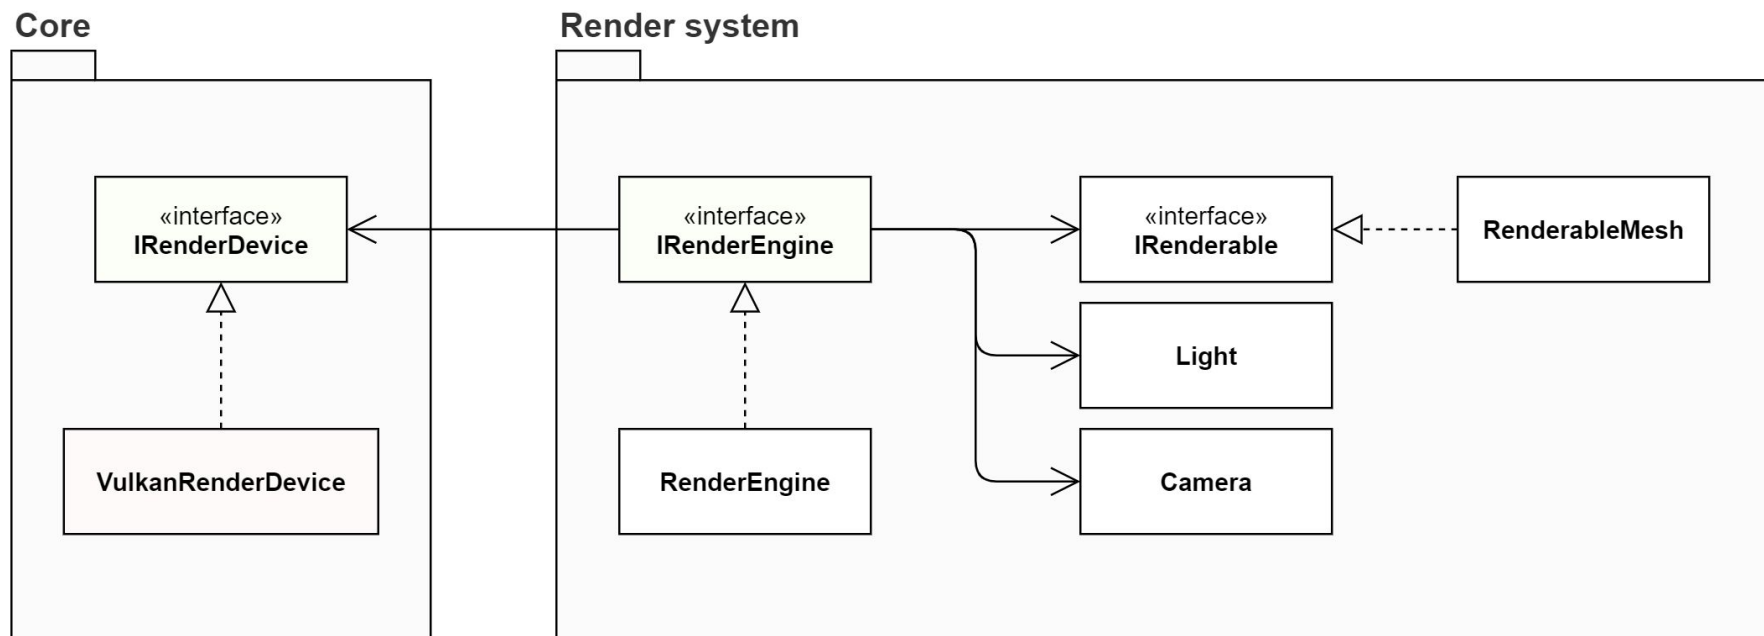 Core
Render system
«interface»
IRenderDevice
«interface»
IRenderEngine
«interface»
IRenderable
RenderableMesh
Light
VulkanRenderDevice
RenderEngine
Camera